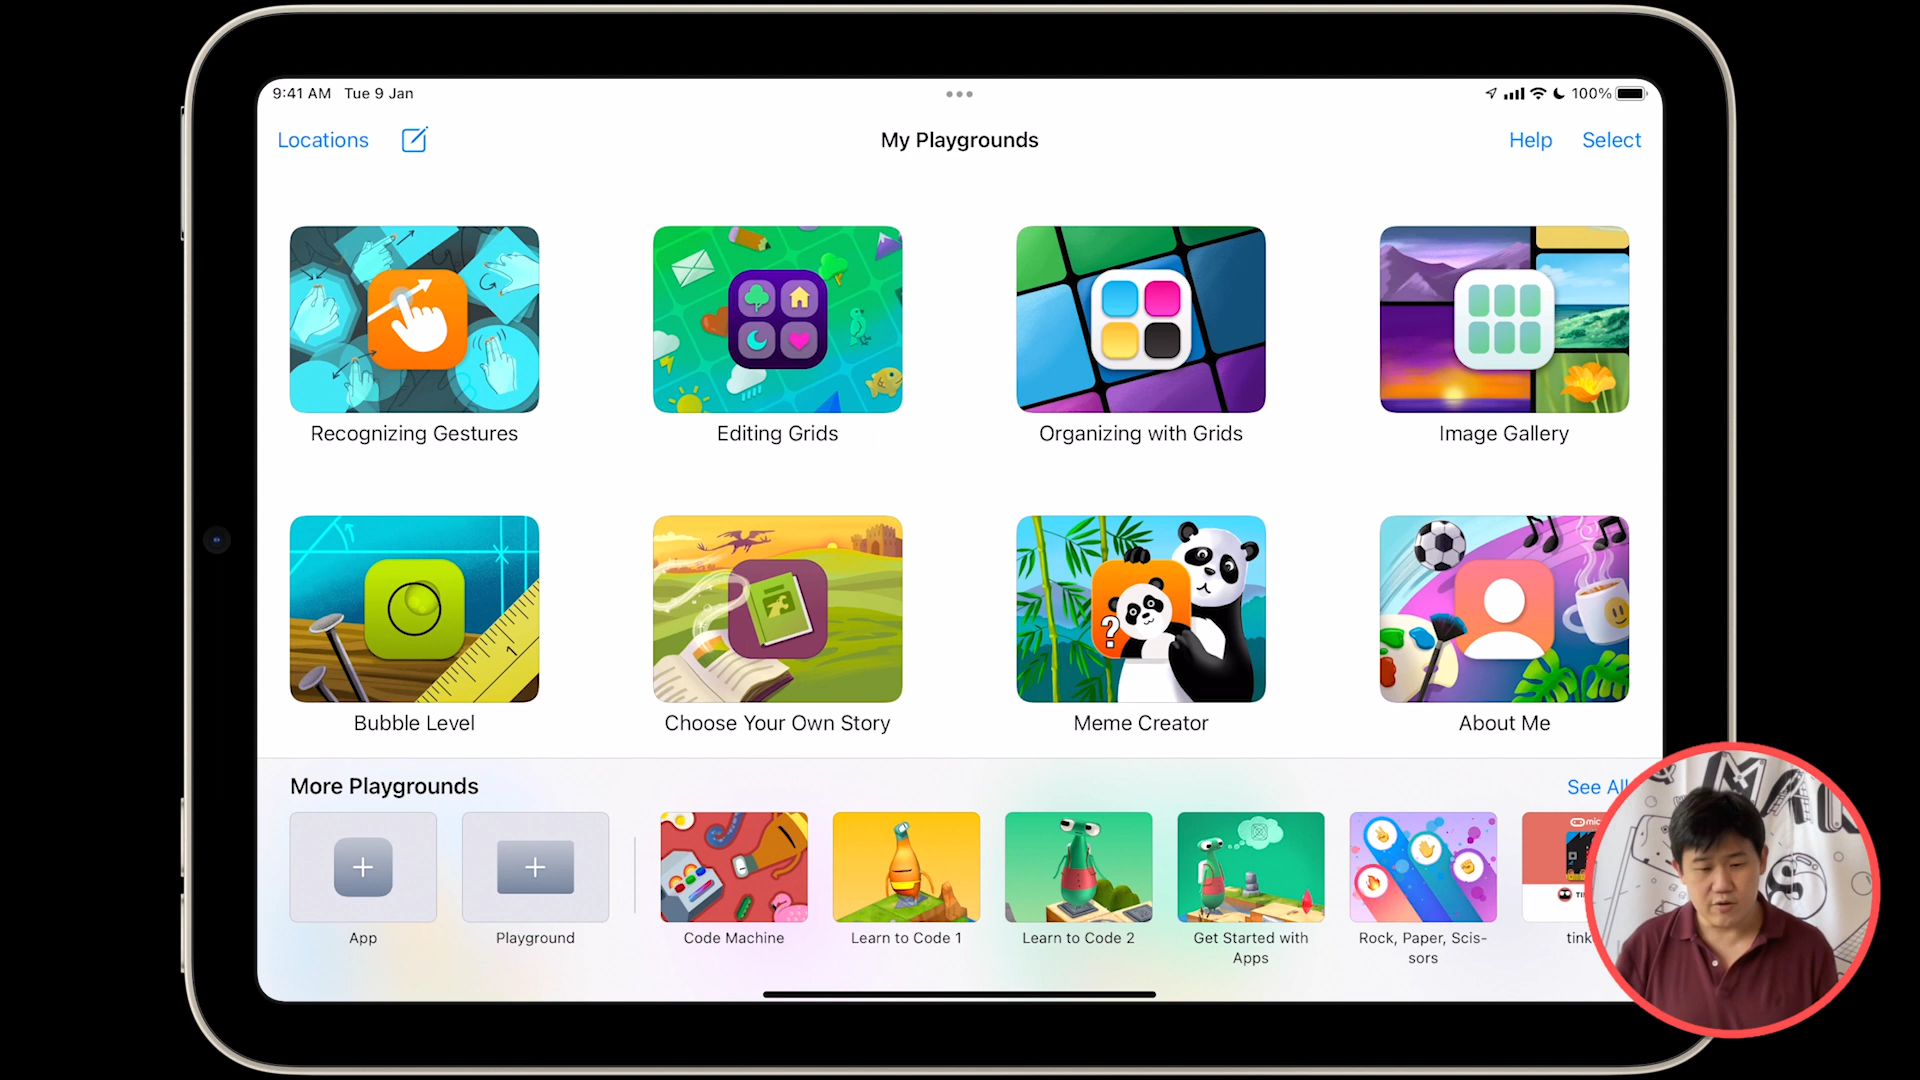 9:41 AM Tue 9 Jan
100%
Locations
My Playgrounds
Help Select
Recognizing Gestures
Editing Grids
Organizing with Grids
Image Gallery
1
?
Bubble Level
Choose Your Own Story
Meme Creator
About Me
More Playgrounds
See All
App
Playground
Code Machine
Learn to Code 1
Learn to Code 2
Get Started with
Apps
Rock, Paper, Scis-
sors
tink